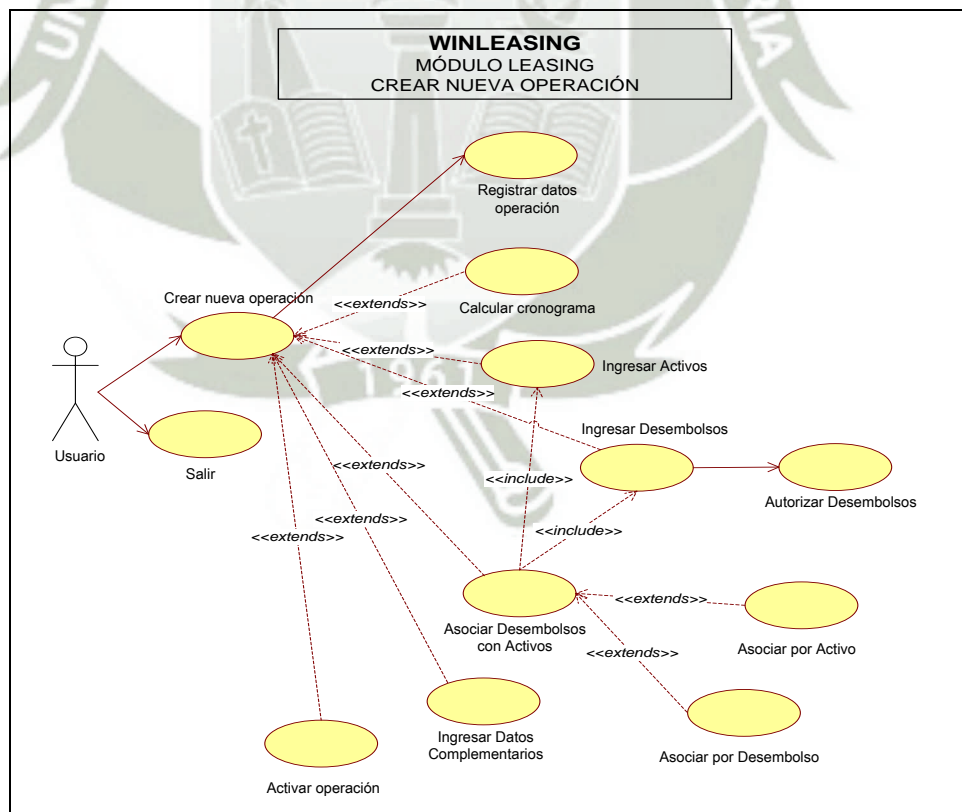 WINLEASING
MÓDULO LEASING
CREAR NUEVA OPERACIÓN
Registrar datos
operación
Crear nueva operación
<<extends>>
Calcular cronograma
<<extends>>
Ingresar Activos
1961
<<extends>>
Ingresar Desembolsos
Usuario
Salir
<<extends>>
<<include>>
Autorizar Desembolsos
<<extends>>
<<include>>
<<extends>>
<<extends>>
Asociar Desembolsos
con Activos
<<extends>>
Asociar por Activo
Ingresar Datos
Complementarios
Asociar por Desembolso
Activar operación